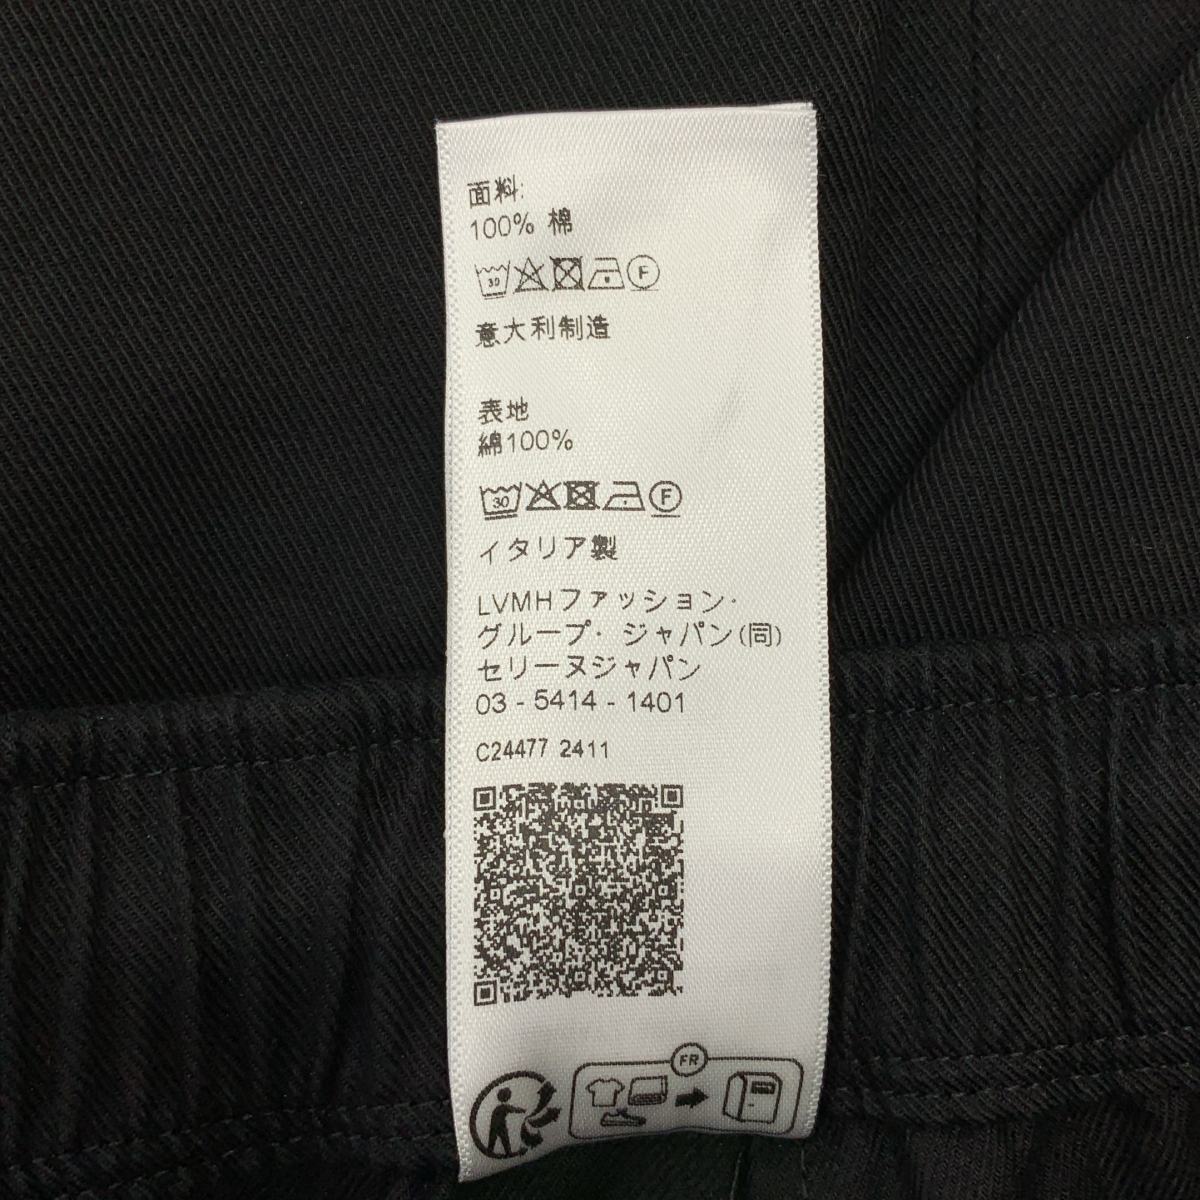 面料:
100% 棉
30 F
意大利制造
表地
綿100%
30 F
イタリア製
LVMHファッション・
グループ・ジャパン(同)
セリーヌジャパン
03 - 5414 - 1401
C24477 2411
FR